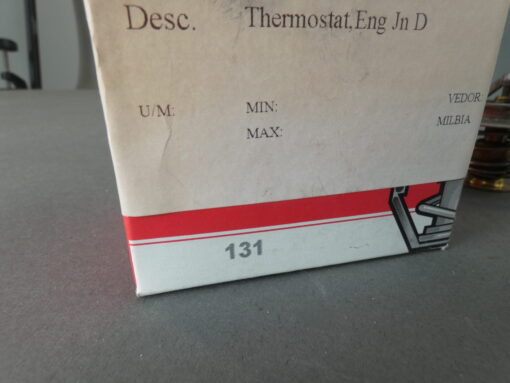 Desc. Thermostat,Eng Jn D
U/M: MIN: VEDOR:
MAX: MILBIA
131